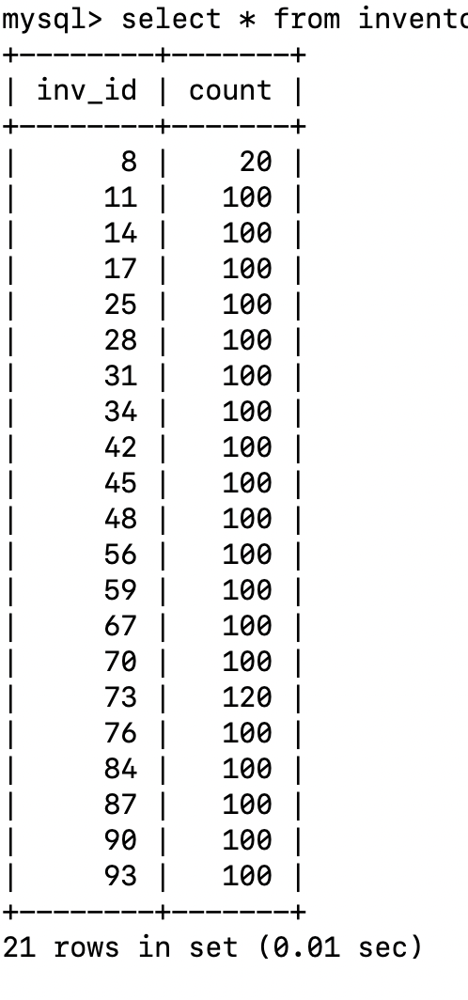 mysql> select * from invento
+--------+-------+
| inv_id | count |
+--------+-------+
|      8 |    20 |
|     11 |   100 |
|     14 |   100 |
|     17 |   100 |
|     25 |   100 |
|     28 |   100 |
|     31 |   100 |
|     34 |   100 |
|     42 |   100 |
|     45 |   100 |
|     48 |   100 |
|     56 |   100 |
|     59 |   100 |
|     67 |   100 |
|     70 |   100 |
|     73 |   120 |
|     76 |   100 |
|     84 |   100 |
|     87 |   100 |
|     90 |   100 |
|     93 |   100 |
+--------+-------+
21 rows in set (0.01 sec)